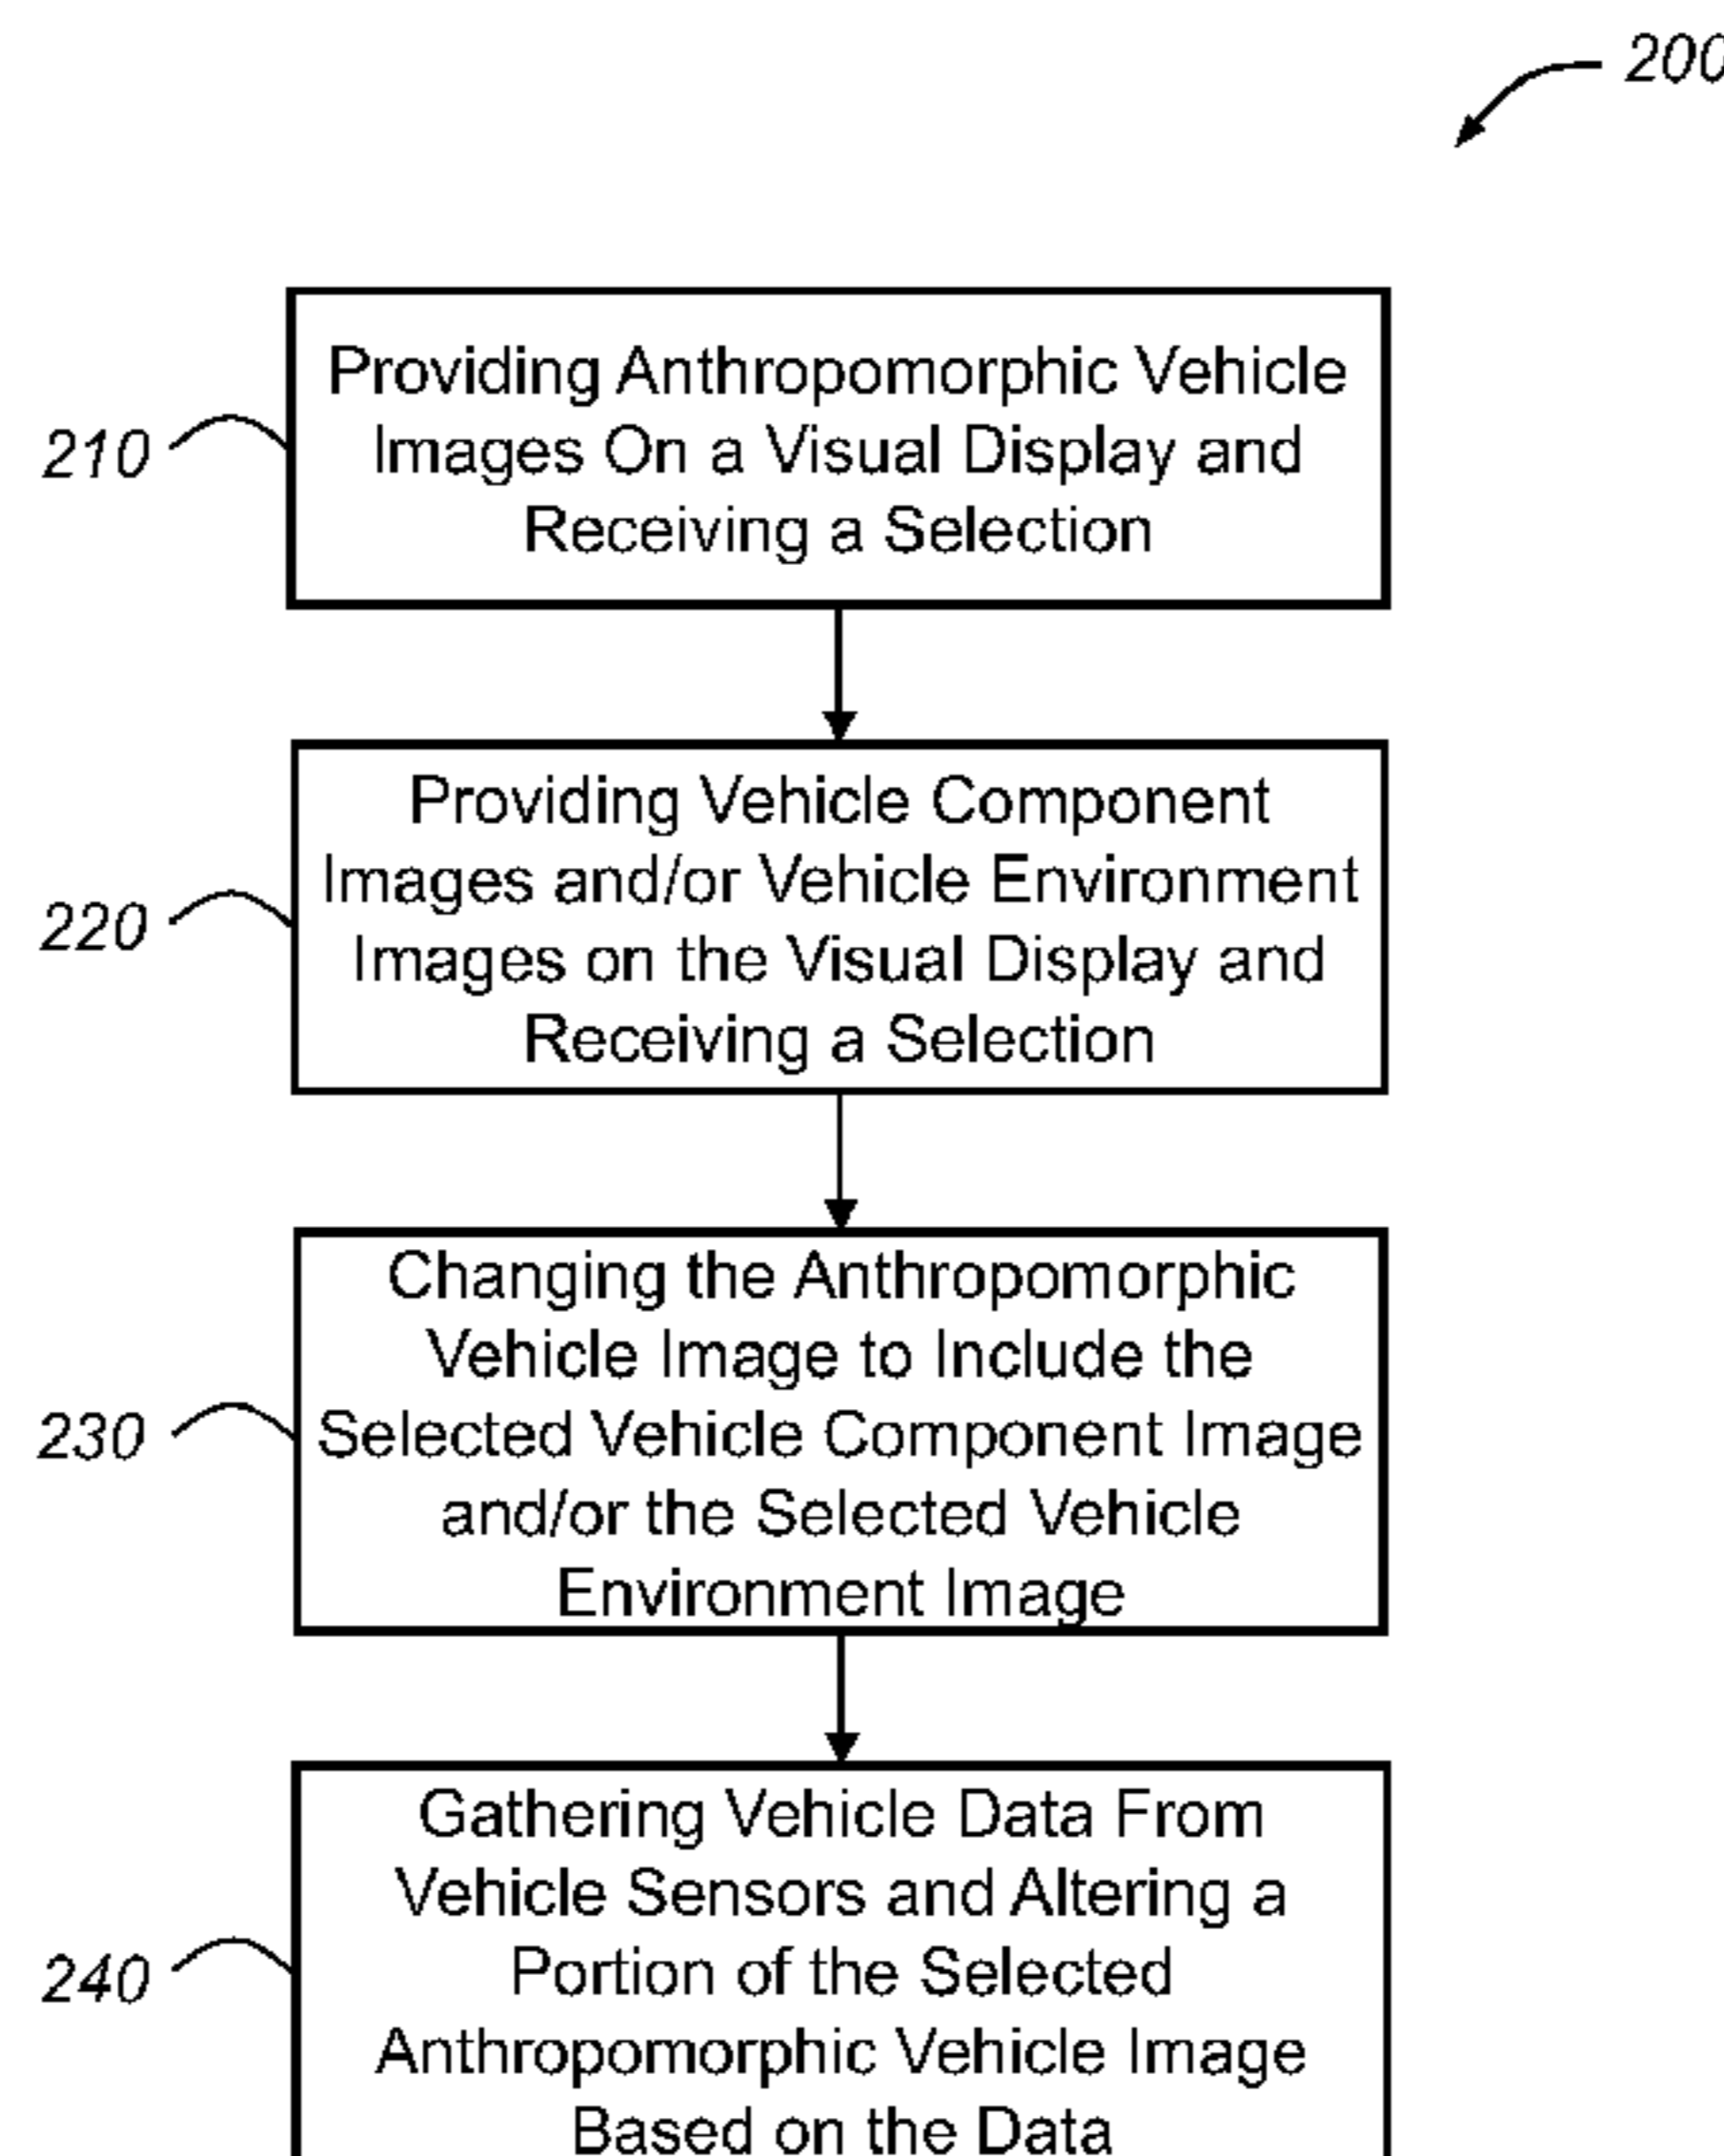 200
Providing Anthropomorphic Vehicle
Images On a Visual Display and
Receiving a Selection
210
Providing Vehicle Component
Images and/or Vehicle Environment
Images on the Visual Display and
Receiving a Selection
220
Changing the Anthropomorphic
Vehicle Image to Include the
Selected Vehicle Component Image
and/or the Selected Vehicle
Environment Image
230
Gathering Vehicle Data From
Vehicle Sensors and Altering a
Portion of the Selected
Anthropomorphic Vehicle Image
Based on the Data
240